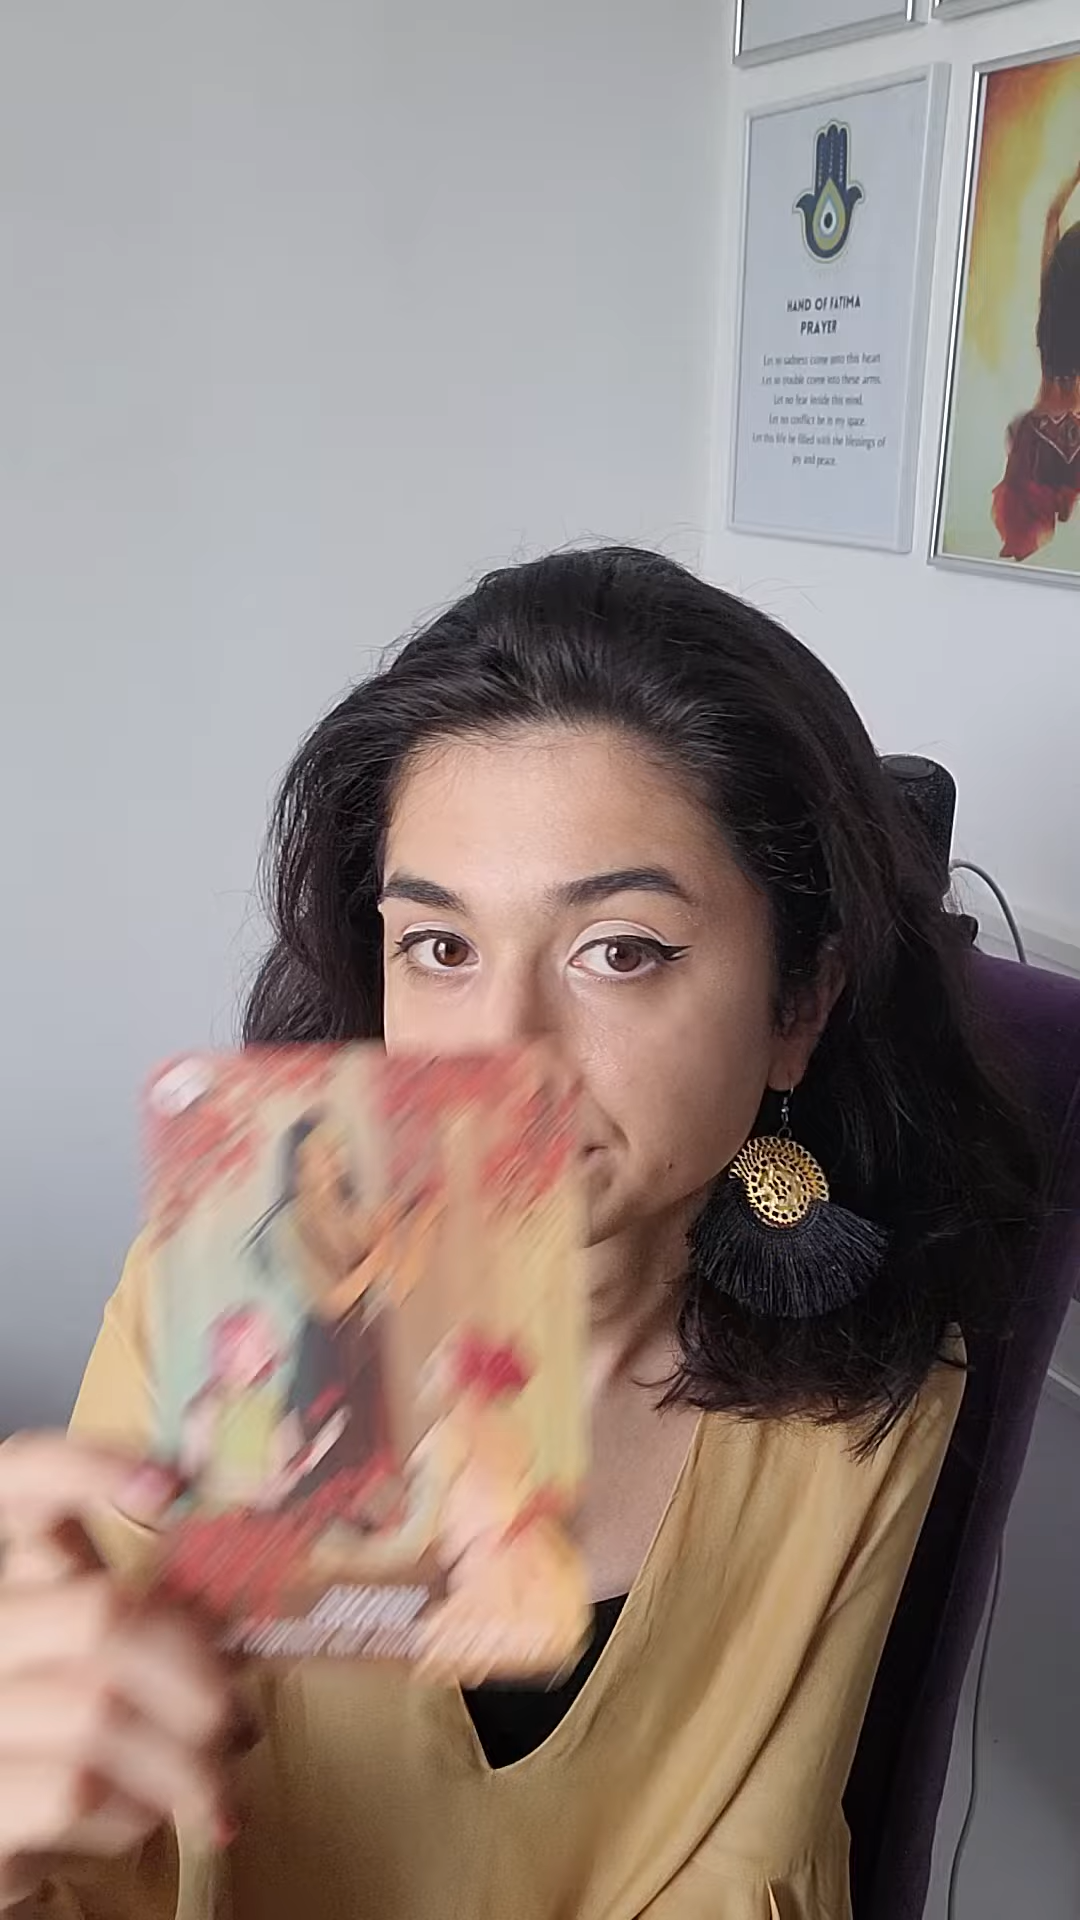 HAND OF FATIMA
PRAYER
Let no sadness come into this heart
Let no trouble come into these arms.
Let no fear inside this mind.
Let no conflict be in my space.
Let this life be filled with the blessings of
joy and peace.